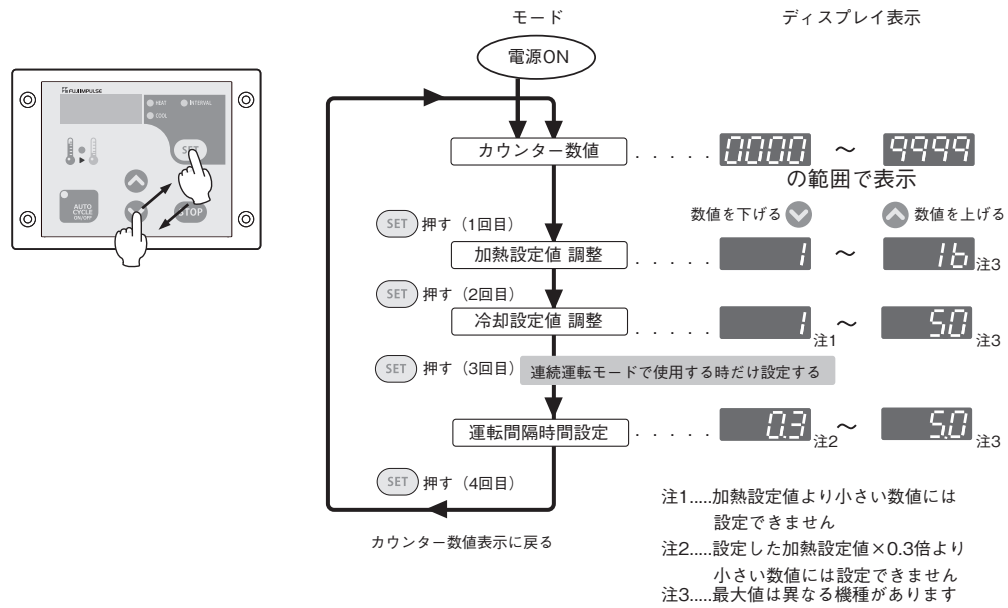 モード
ディスプレイ表示
電源ON
FUJIIMPULSE
HEAT
INTERVAL
COOL
SET
AUTO
CYCLE
ON/OFF
STOP
カウンター数値 . . . . . 0000 ～ 9999
の範囲で表示
SET 押す（1回目）
数値を下げる 数値を上げる
加熱設定値 調整 . . . . . 1 ～ 16 注3
SET 押す（2回目）
冷却設定値 調整 . . . . . 1 注1 ～ 5.0 注3
SET 押す（3回目） 連続運転モードで使用する時だけ設定する
運転間隔時間設定 . . . . . 0.3 注2 ～ 5.0 注3
SET 押す（4回目）
カウンター数値表示に戻る
注1.....加熱設定値より小さい数値には
設定できません
注2.....設定した加熱設定値×0.3倍より
小さい数値には設定できません
注3.....最大値は異なる機種があります